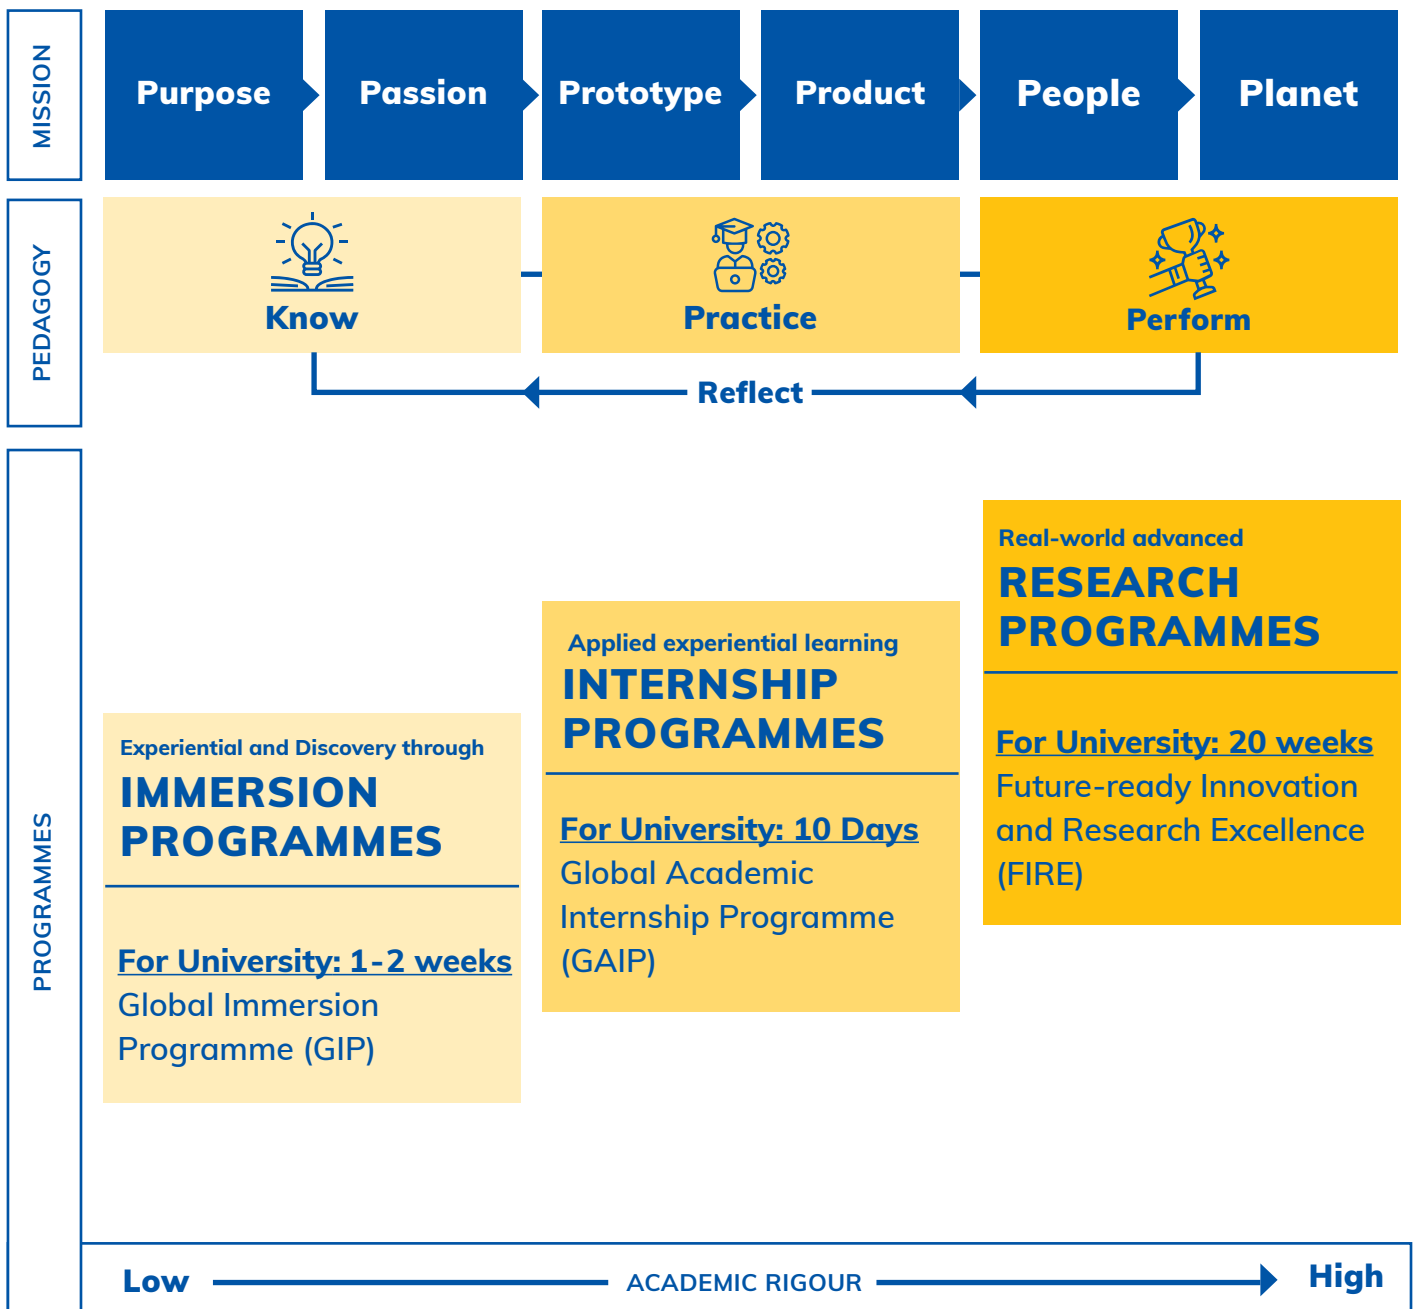 MISSION
Purpose
Passion
Prototype
Product
People
Planet
PEDAGOGY
Know
Practice
Perform
Reflect
PROGRAMMES
Experiential and Discovery through
IMMERSION
PROGRAMMES
For University: 1-2 weeks
Global Immersion
Programme (GIP)
Applied experiential learning
INTERNSHIP
PROGRAMMES
For University: 10 Days
Global Academic
Internship Programme
(GAIP)
Real-world advanced
RESEARCH
PROGRAMMES
For University: 20 weeks
Future-ready Innovation
and Research Excellence
(FIRE)
Low
ACADEMIC RIGOUR
High